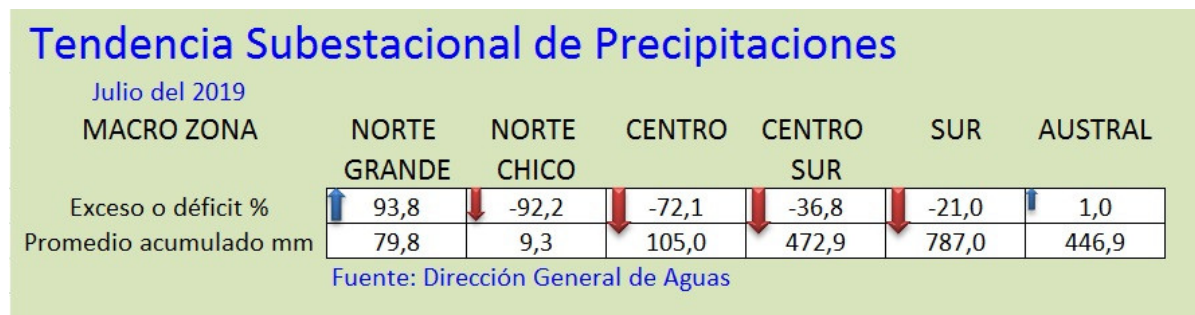 Tendencia Subestacional de Precipitaciones
Julio del 2019
MACRO ZONA NORTE NORTE CENTRO CENTRO SUR AUSTRAL
GRANDE CHICO SUR
Exceso o déficit % 93,8 -92,2 -72,1 -36,8 -21,0 1,0
Promedio acumulado mm 79,8 9,3 105,0 472,9 787,0 446,9
Fuente: Dirección General de Aguas